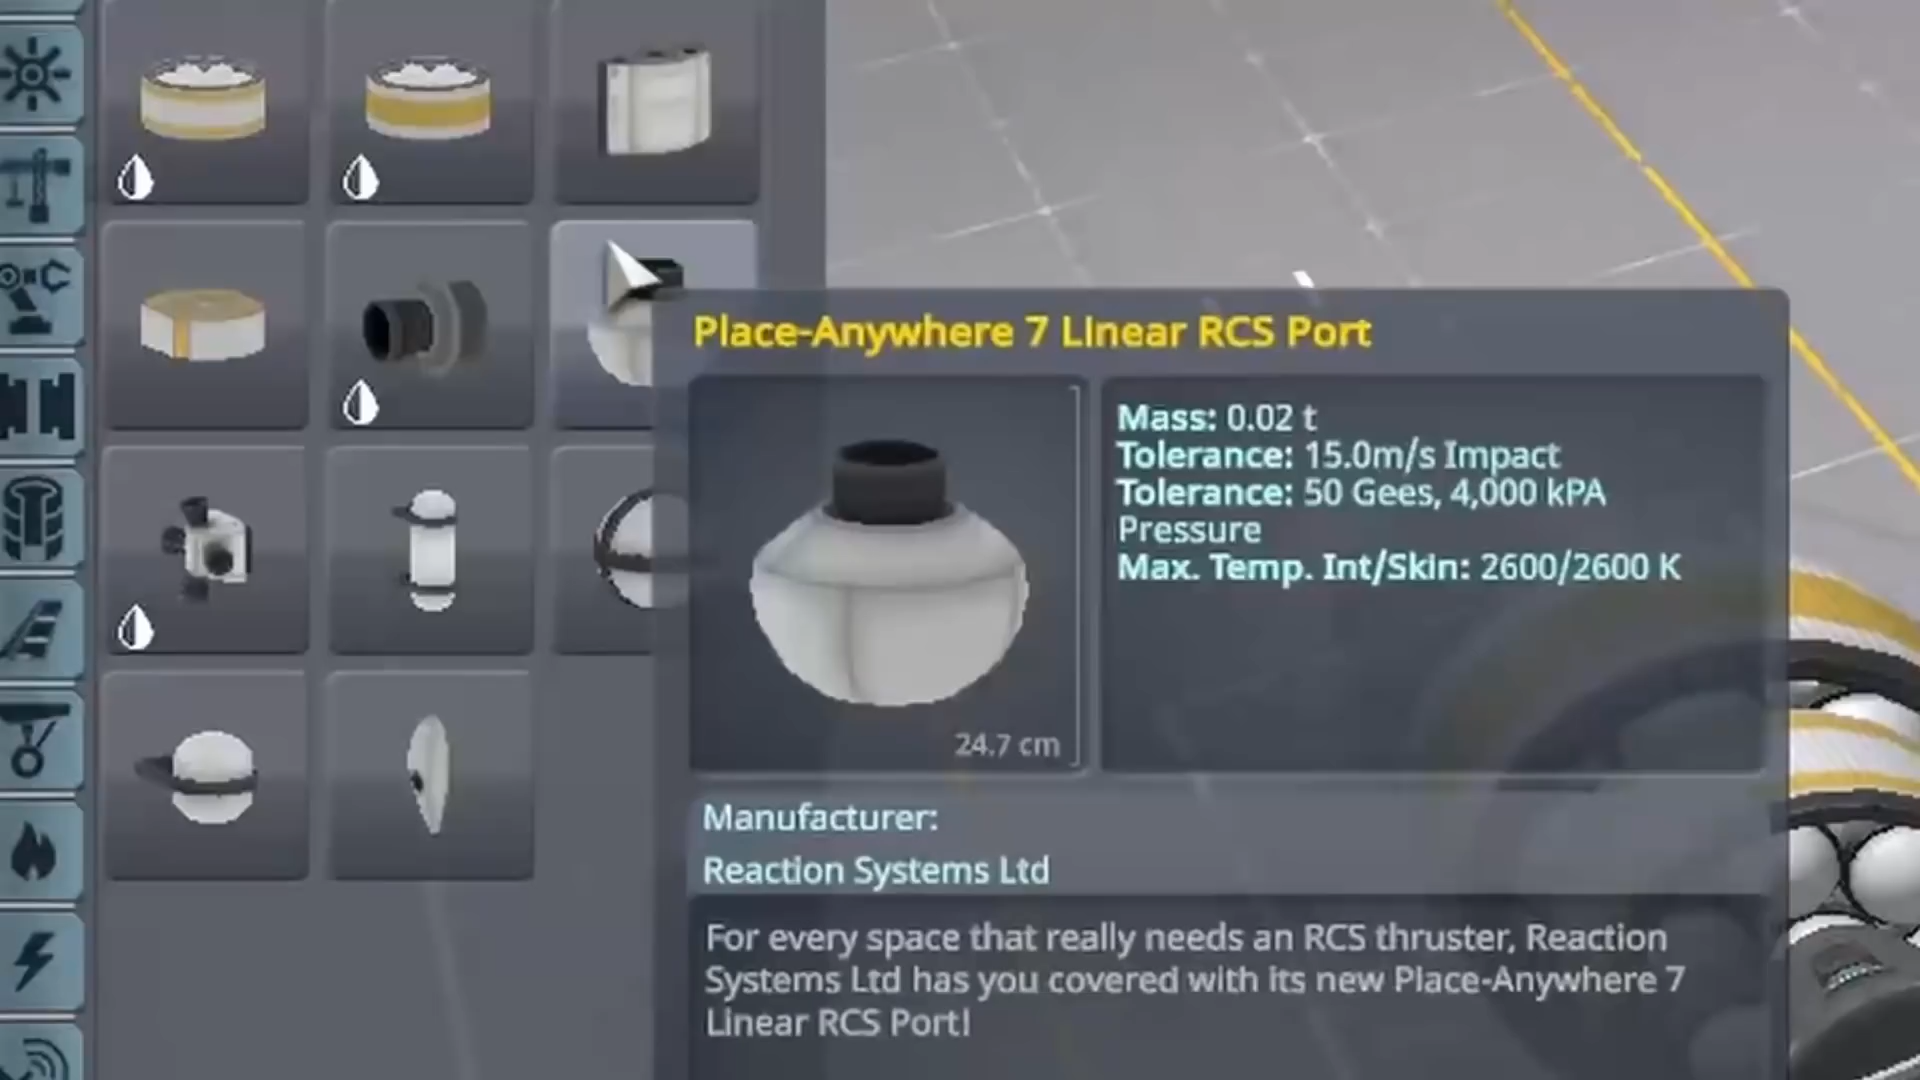 Place-Anywhere 7 Linear RCS Port
Mass: 0.02 t
Tolerance: 15.0m/s Impact
Tolerance: 50 Gees, 4,000 kPA
Pressure
Max. Temp. Int/Skin: 2600/2600 K
24.7 cm
Manufacturer:
Reaction Systems Ltd
For every space that really needs an RCS thruster, Reaction
Systems Ltd has you covered with its new Place-Anywhere 7
Linear RCS Port!